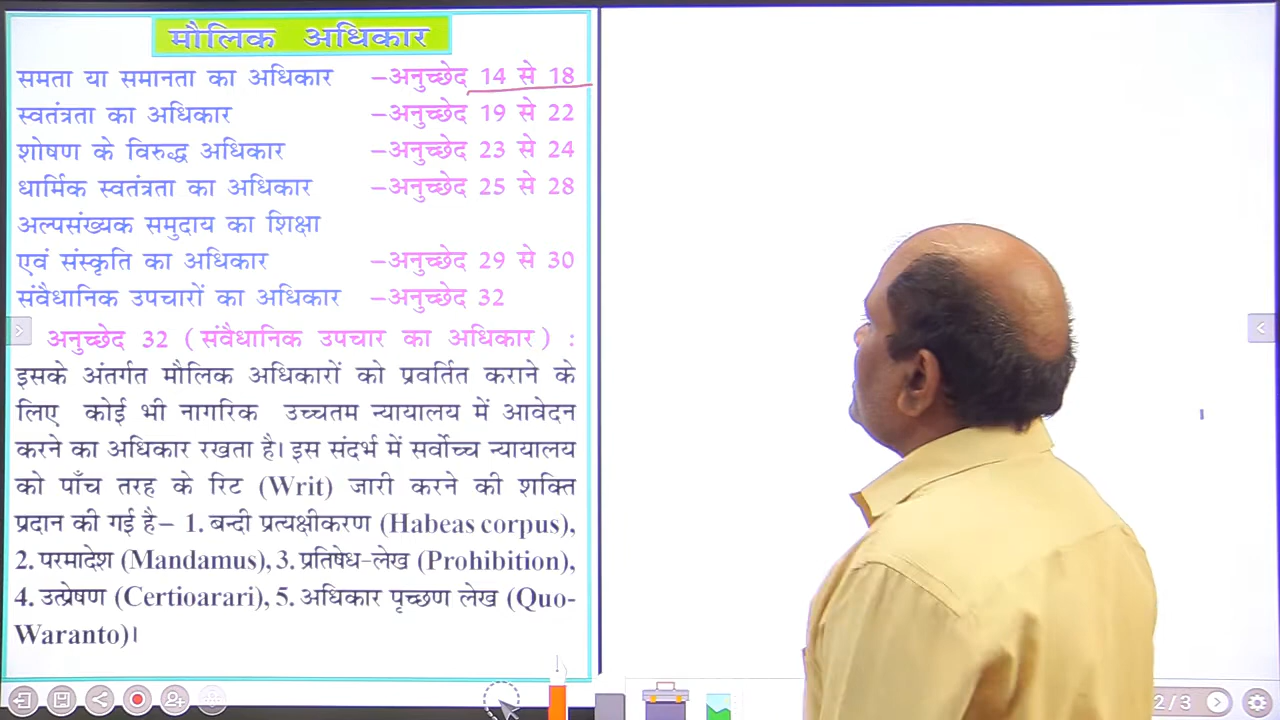 मौलिक अधिकार
समता या समानता का अधिकार –अनुच्छेद 14 से 18
स्वतंत्रता का अधिकार –अनुच्छेद 19 से 22
शोषण के विरुद्ध अधिकार –अनुच्छेद 23 से 24
धार्मिक स्वतंत्रता का अधिकार –अनुच्छेद 25 से 28
अल्पसंख्यक समुदाय का शिक्षा
एवं संस्कृति का अधिकार –अनुच्छेद 29 से 30
संवैधानिक उपचारों का अधिकार –अनुच्छेद 32
अनुच्छेद 32 ( संवैधानिक उपचार का अधिकार ) :
इसके अंतर्गत मौलिक अधिकारों को प्रवर्तित कराने के
लिए कोई भी नागरिक उच्चतम न्यायालय में आवेदन
करने का अधिकार रखता है। इस संदर्भ में सर्वोच्च न्यायालय
को पाँच तरह के रिट (Writ) जारी करने की शक्ति
प्रदान की गई है– 1. बन्दी प्रत्यक्षीकरण (Habeas corpus),
2. परमादेश (Mandamus), 3. प्रतिषेध-लेख (Prohibition),
4. उत्प्रेषण (Certioarari), 5. अधिकार पृच्छण लेख (Quo-
Waranto)।
2/3